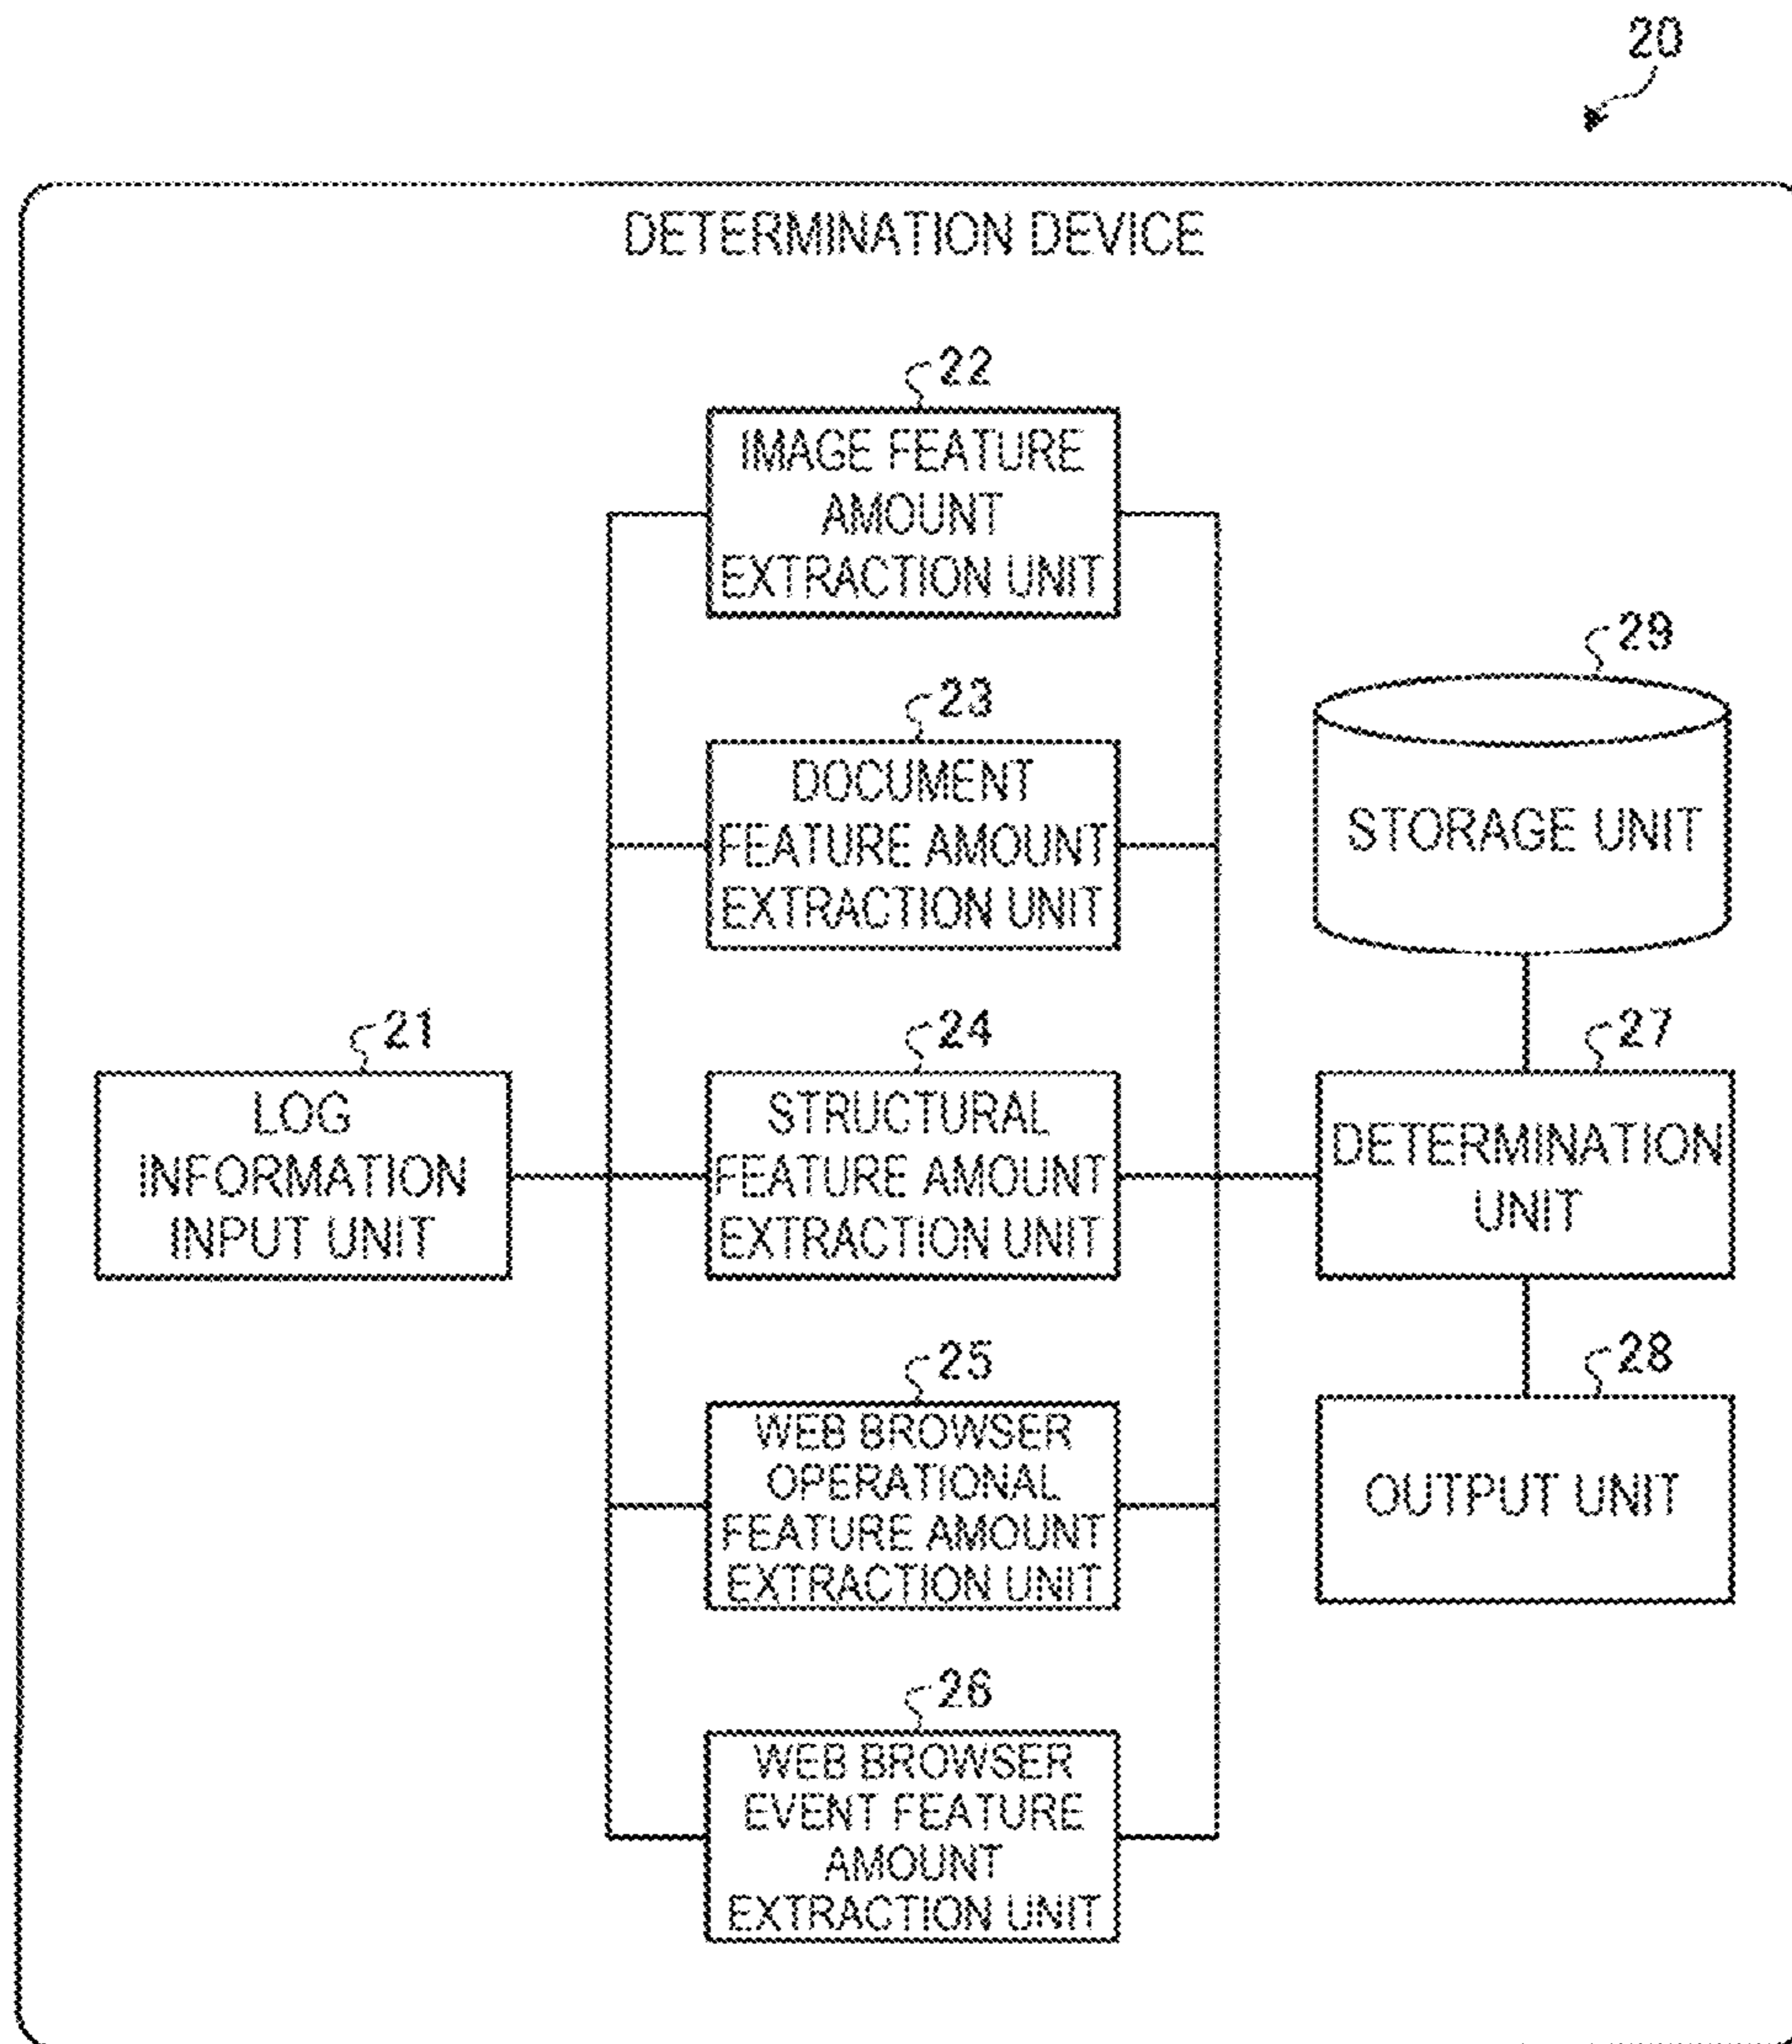 20
DETERMINATION DEVICE
22
IMAGE FEATURE
AMOUNT
EXTRACTION UNIT
23
DOCUMENT
FEATURE AMOUNT
EXTRACTION UNIT
29
STORAGE UNIT
21
LOG
INFORMATION
INPUT UNIT
24
STRUCTURAL
FEATURE AMOUNT
EXTRACTION UNIT
27
DETERMINATION
UNIT
25
WEB BROWSER
OPERATIONAL
FEATURE AMOUNT
EXTRACTION UNIT
28
OUTPUT UNIT
26
WEB BROWSER
EVENT FEATURE
AMOUNT
EXTRACTION UNIT